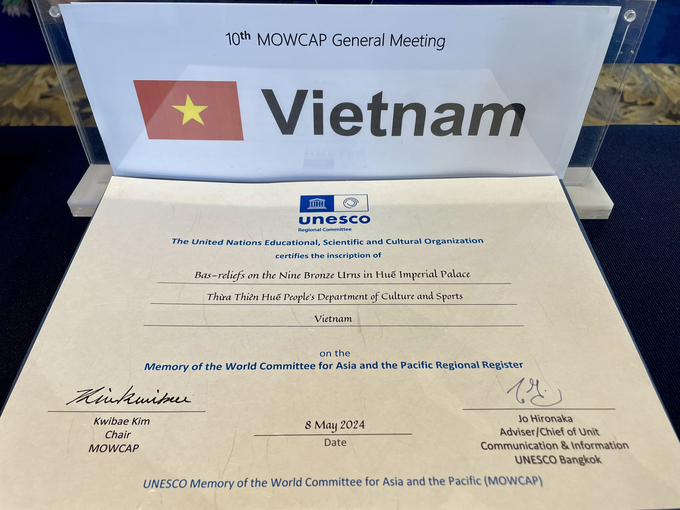 10th MOWCAP General Meeting
Vietnam
unesco
Regional Committee
The United Nations Educational, Scientific and Cultural Organization
certifies the inscription of
Bas-reliefs on the Nine Bronze Urns in Huế Imperial Palace
Thừa Thiên Huế People's Department of Culture and Sports
Vietnam
on the
Memory of the World Committee for Asia and the Pacific Regional Register
Kwibae Kim
Chair
MOWCAP
8 May 2024
Date
Jo Hironaka
Adviser/Chief of Unit
Communication & Information
UNESCO Bangkok
UNESCO Memory of the World Committee for Asia and the Pacific (MOWCAP)